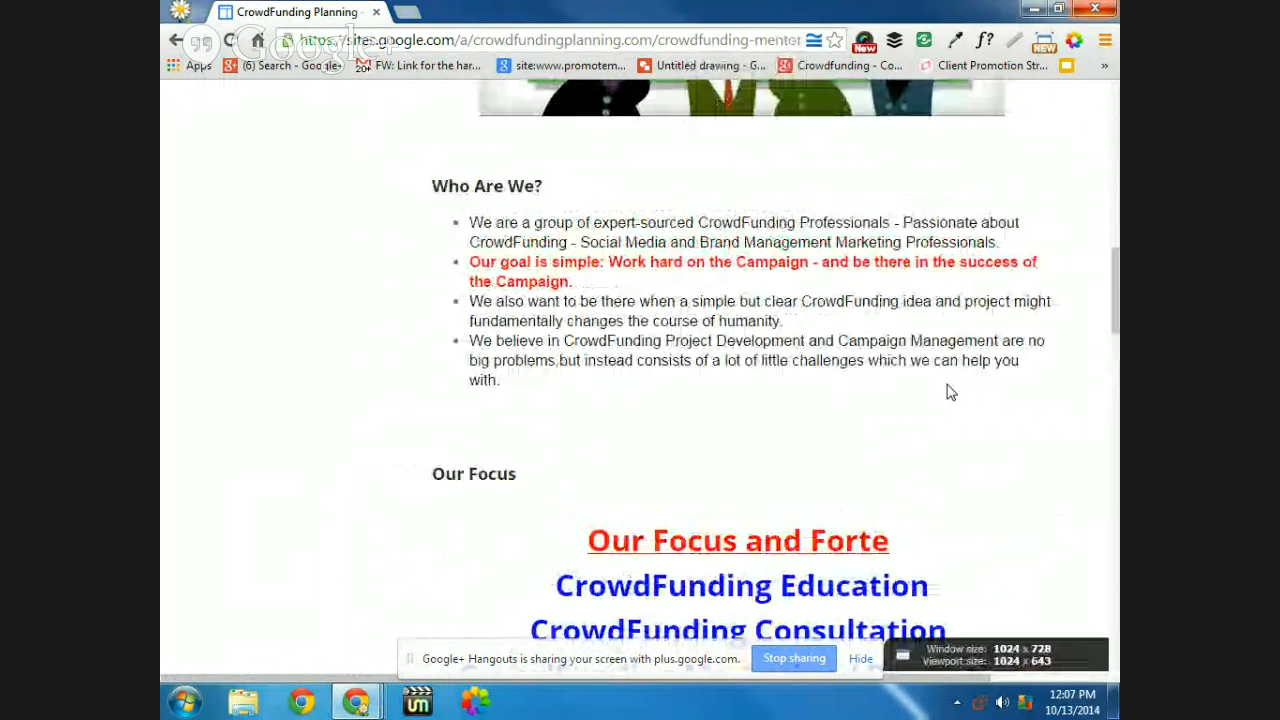 CrowdFunding Planning -
Google+
https://sites.google.com/a/crowdfundingplanning.com/crowdfunding-mentor
New
f?
NEW
Apps
(6) Search - Google+
FW: Link for the har...
site:www.promotem...
Untitled drawing - G...
Crowdfunding - Co...
Client Promotion Str...
»
Who Are We?
We are a group of expert-sourced CrowdFunding Professionals - Passionate about
CrowdFunding - Social Media and Brand Management Marketing Professionals.
Our goal is simple: Work hard on the Campaign - and be there in the success of
the Campaign.
We also want to be there when a simple but clear CrowdFunding idea and project might
fundamentally changes the course of humanity.
We believe in CrowdFunding Project Development and Campaign Management are no
big problems,but instead consists of a lot of little challenges which we can help you
with.
Our Focus
Our Focus and Forte
CrowdFunding Education
CrowdFunding Consultation
Google+ Hangouts is sharing your screen with plus.google.com.
Stop sharing
Hide
Window size: 1024 x 728
Viewport size: 1024 x 643
um
12:07 PM
10/13/2014